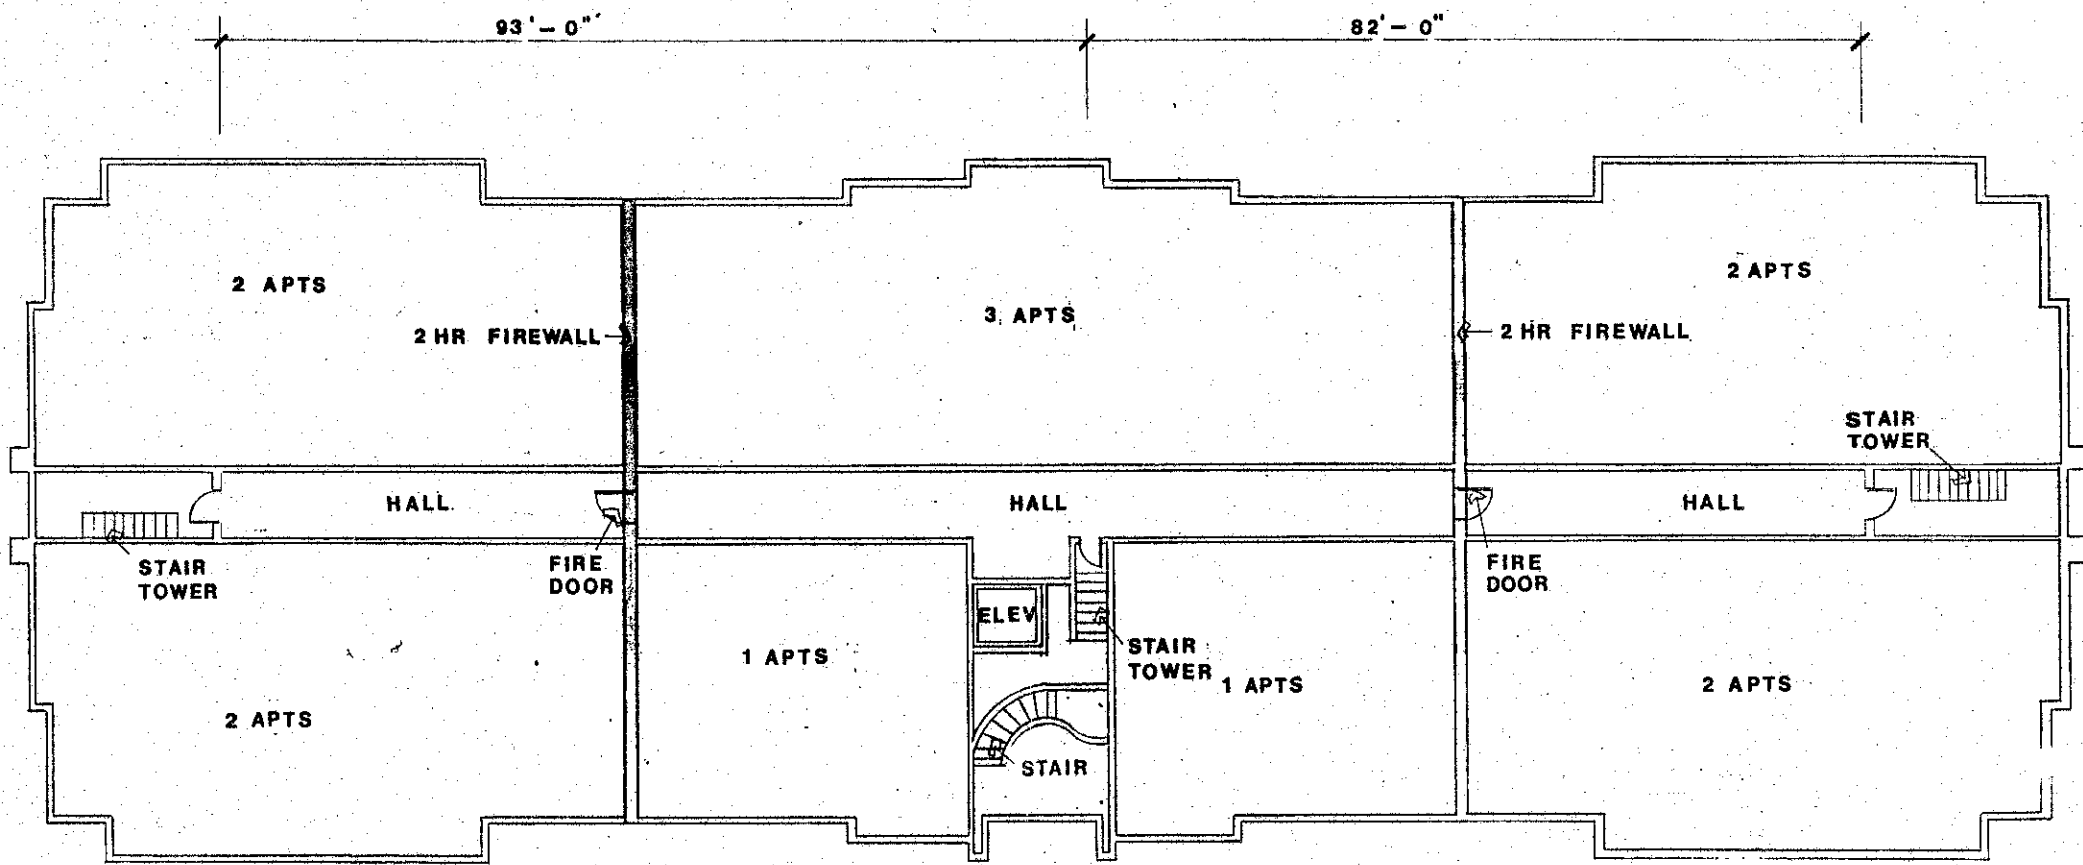 93'-0"
82'-0"
2 APTS
2 APTS
3 APTS
2 HR FIREWALL
2 HR FIREWALL
STAIR
TOWER
HALL
HALL
HALL
STAIR
TOWER
FIRE
DOOR
FIRE
DOOR
ELEV
STAIR
TOWER
1 APTS
1 APTS
2 APTS
2 APTS
STAIR